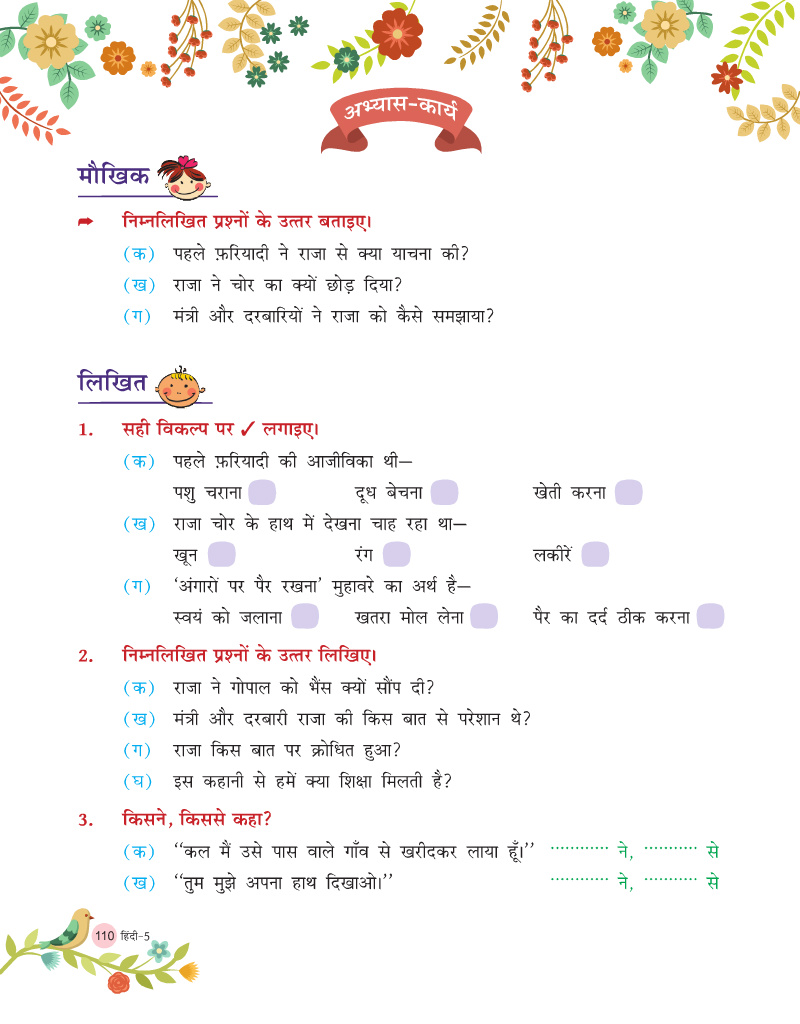 अभ्यास-कार्य
मौखिक
➦ निम्नलिखित प्रश्नों के उत्तर बताइए।
(क) पहले फ़रियादी ने राजा से क्या याचना की?
(ख) राजा ने चोर का क्यों छोड़ दिया?
(ग) मंत्री और दरबारियों ने राजा को कैसे समझाया?
लिखित
1. सही विकल्प पर ✓ लगाइए।
(क) पहले फ़रियादी की आजीविका थी—
पशु चराना दूध बेचना खेती करना
(ख) राजा चोर के हाथ में देखना चाह रहा था—
खून रंग लकीरें
(ग) ‘अंगारों पर पैर रखना’ मुहावरे का अर्थ है—
स्वयं को जलाना खतरा मोल लेना पैर का दर्द ठीक करना
2. निम्नलिखित प्रश्नों के उत्तर लिखिए।
(क) राजा ने गोपाल को भैंस क्यों सौंप दी?
(ख) मंत्री और दरबारी राजा की किस बात से परेशान थे?
(ग) राजा किस बात पर क्रोधित हुआ?
(घ) इस कहानी से हमें क्या शिक्षा मिलती है?
3. किसने, किससे कहा?
(क) ‘‘कल मैं उसे पास वाले गाँव से खरीदकर लाया हूँ।’’ ············ ने, ··········· से
(ख) ‘‘तुम मुझे अपना हाथ दिखाओ।’’ ············ ने, ··········· से
110 हिंदी-5